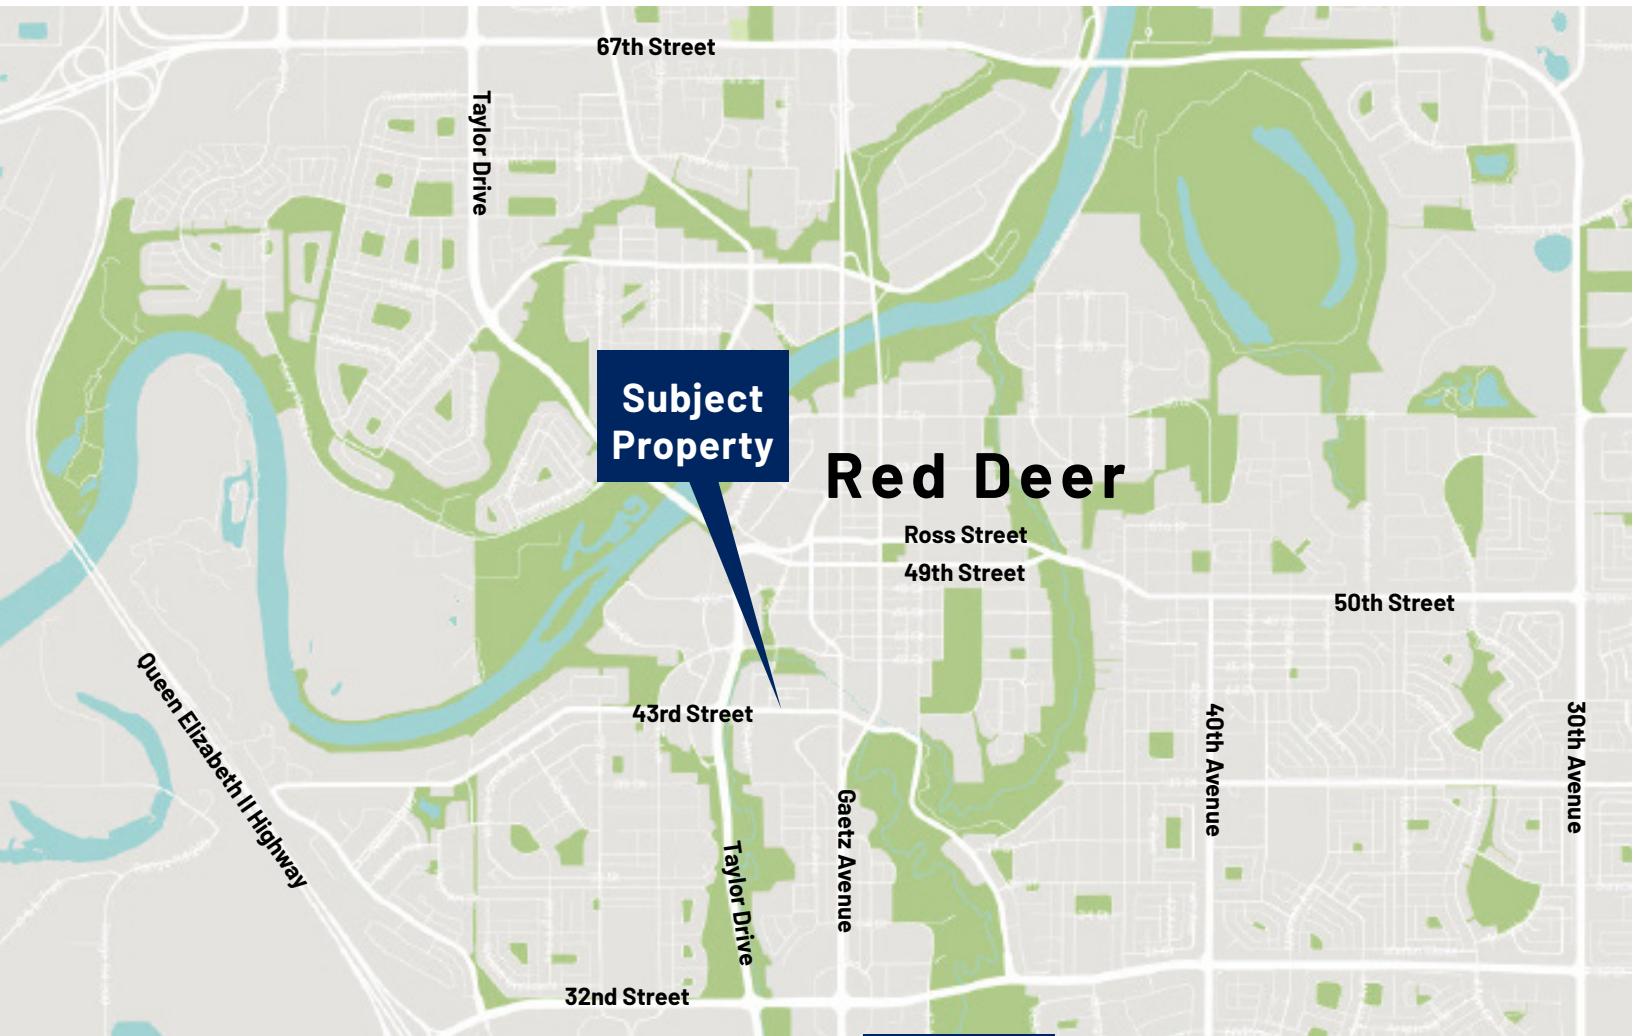 67th Street
Taylor Drive
Subject
Property
Red Deer
Ross Street
49th Street
50th Street
Queen Elizabeth II Highway
43rd Street
40th Avenue
30th Avenue
Gaetz Avenue
Taylor Drive
32nd Street